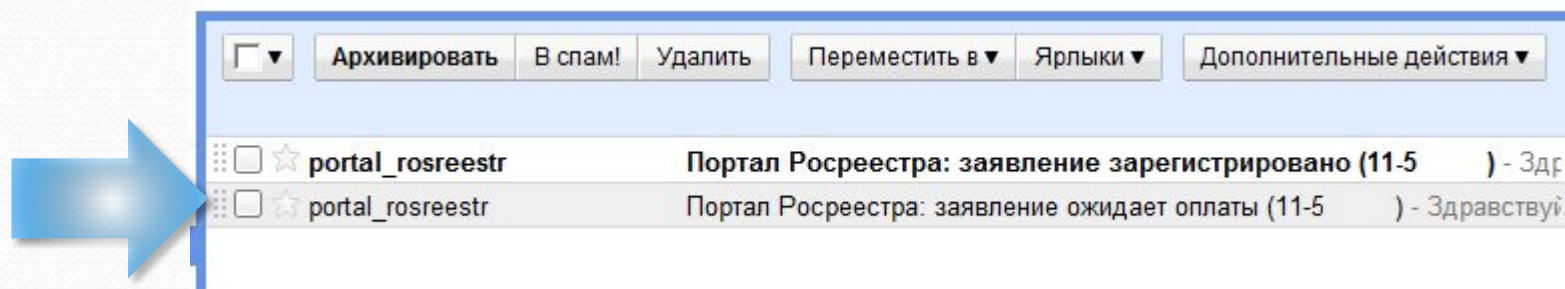 Архивировать В спам! Удалить Переместить в Ярлыки Дополнительные действия
portal_rosreestr Портал Росреестра: заявление зарегистрировано (11-5 ) - Здр
portal_rosreestr Портал Росреестра: заявление ожидает оплаты (11-5 ) - Здравствуй